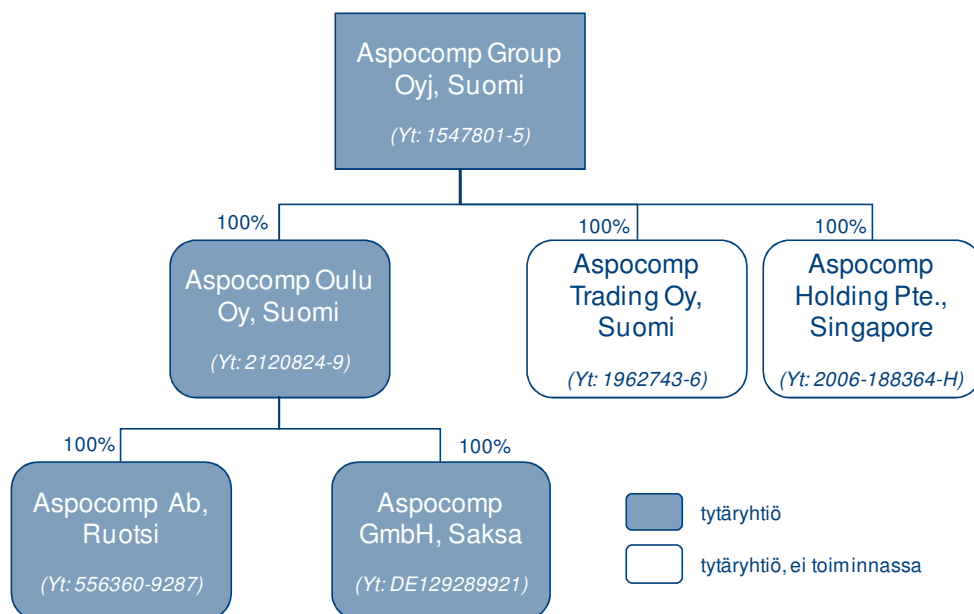 Aspocomp Group
Oyj, Suomi
(Yt: 1547801-5)
100%
100%
100%
Aspocomp Oulu
Oy, Suomi
(Yt: 2120824-9)
Aspocomp
Trading Oy,
Suomi
(Yt: 1962743-6)
Aspocomp
Holding Pte.,
Singapore
(Yt: 2006-188364-H)
100%
100%
Aspocomp Ab,
Ruotsi
(Yt: 556360-9287)
Aspocomp
GmbH, Saksa
(Yt: DE129289921)
tytäryhtiö
tytäryhtiö, ei toiminnassa